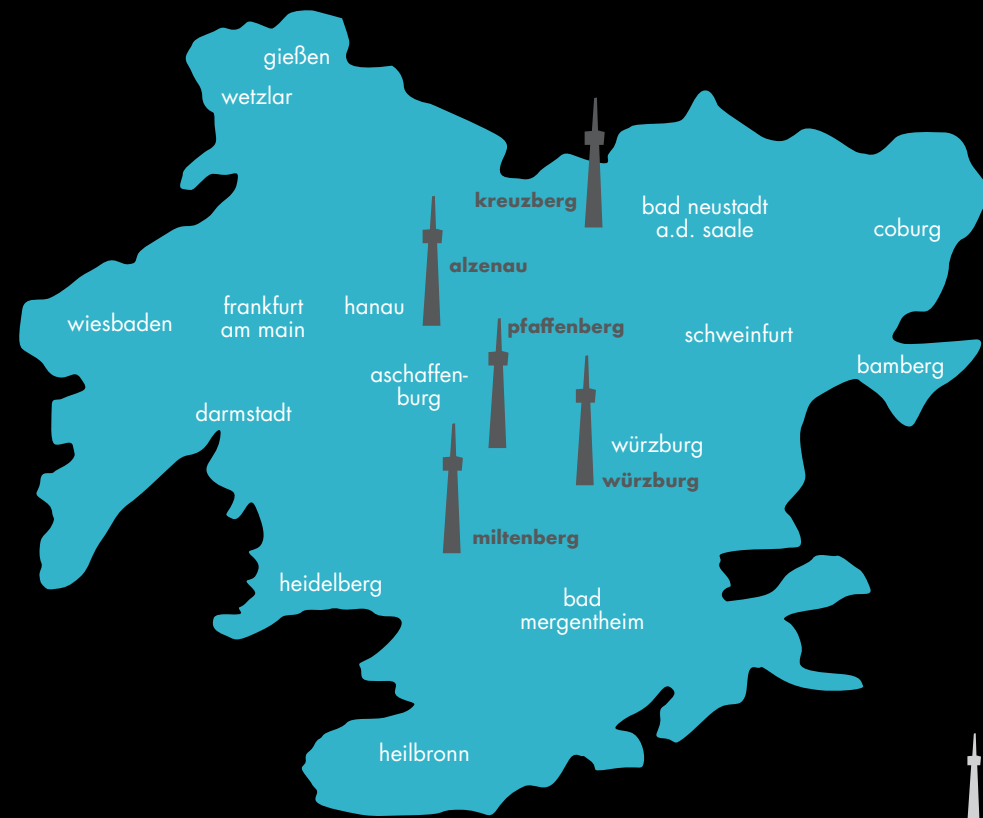 gießen
wetzlar
kreuzberg
bad neustadt
a.d. saale
coburg
alzenau
wiesbaden
frankfurt
am main
hanau
pfaffenberg
schweinfurt
bamberg
aschaffen-
burg
darmstadt
würzburg
würzburg
miltenberg
heidelberg
bad
mergentheim
heilbronn